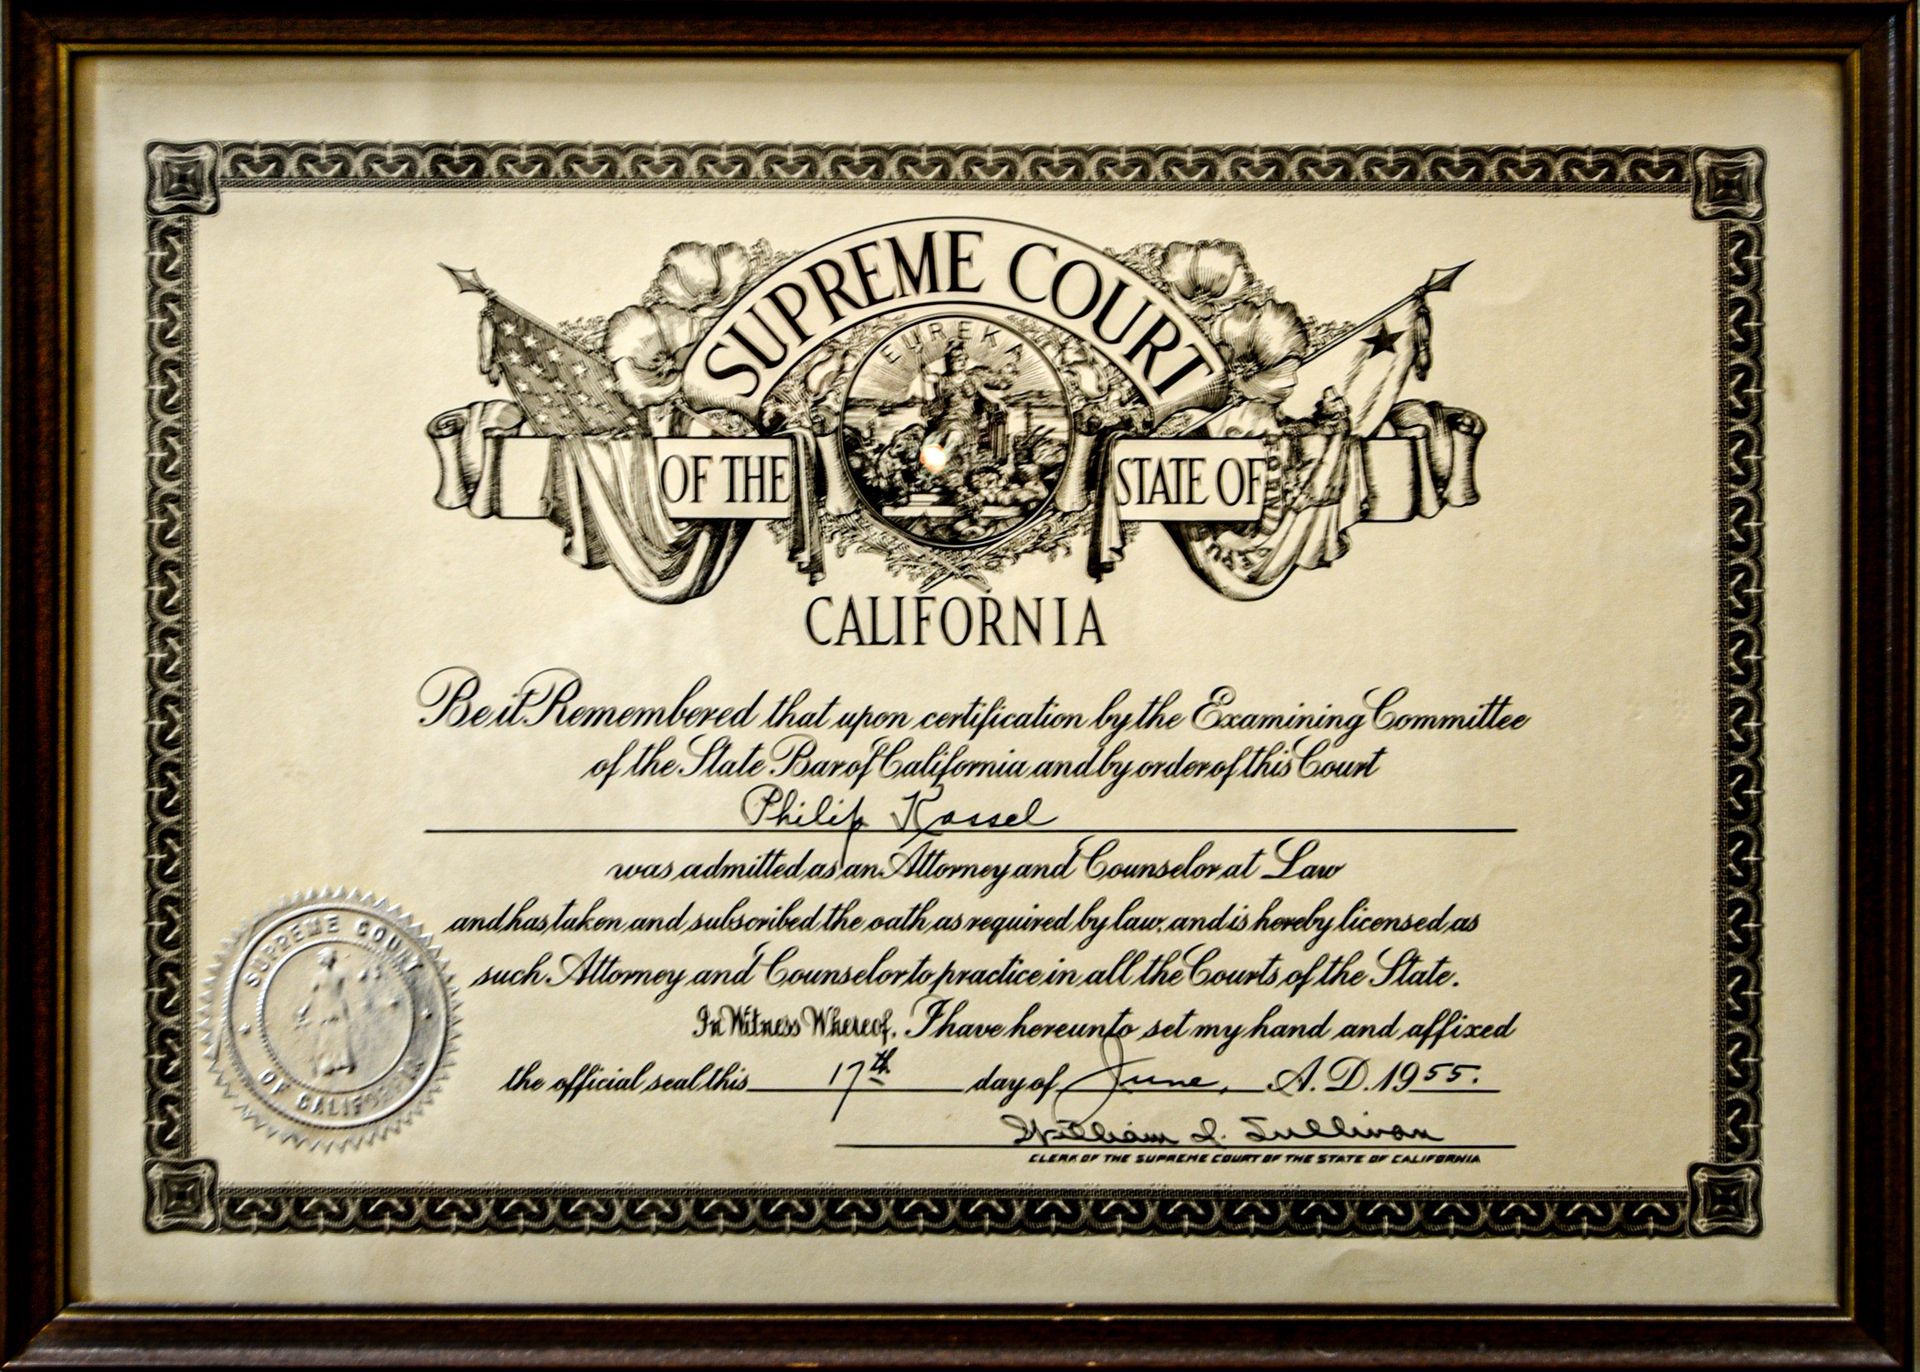 SUPREME COURT
EUREKA
OF THE STATE OF
CALIFORNIA
Be it Remembered that upon certification by the Examining Committee
of the State Bar of California and by order of this Court
Philip Kassel
was admitted as an Attorney and Counselor at Law
and has taken and subscribed the oath as required by law, and is hereby licensed as
such Attorney and Counselor to practice in all the Courts of the State.
In Witness Whereof, I have hereunto set my hand and affixed
the official seal this 17th day of June, A.D. 1955.
William I. Sullivan
CLERK OF THE SUPREME COURT OF THE STATE OF CALIFORNIA
SUPREME COURT
OF CALIFORNIA